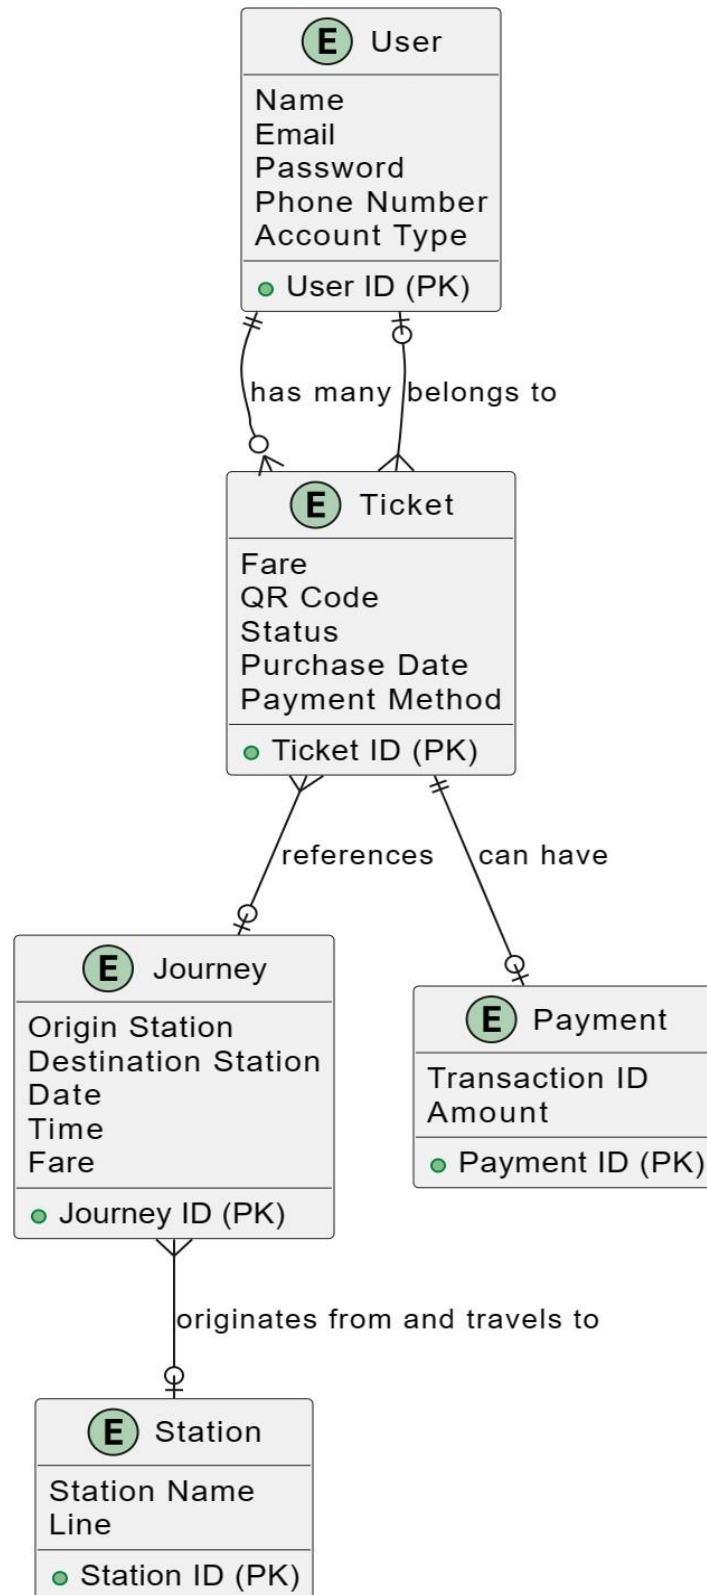 E User
Name
Email
Password
Phone Number
Account Type
User ID (PK)
has many
belongs to
E Ticket
Fare
QR Code
Status
Purchase Date
Payment Method
Ticket ID (PK)
references
can have
E Journey
Origin Station
Destination Station
Date
Time
Fare
Journey ID (PK)
E Payment
Transaction ID
Amount
Payment ID (PK)
originates from and travels to
E Station
Station Name
Line
Station ID (PK)